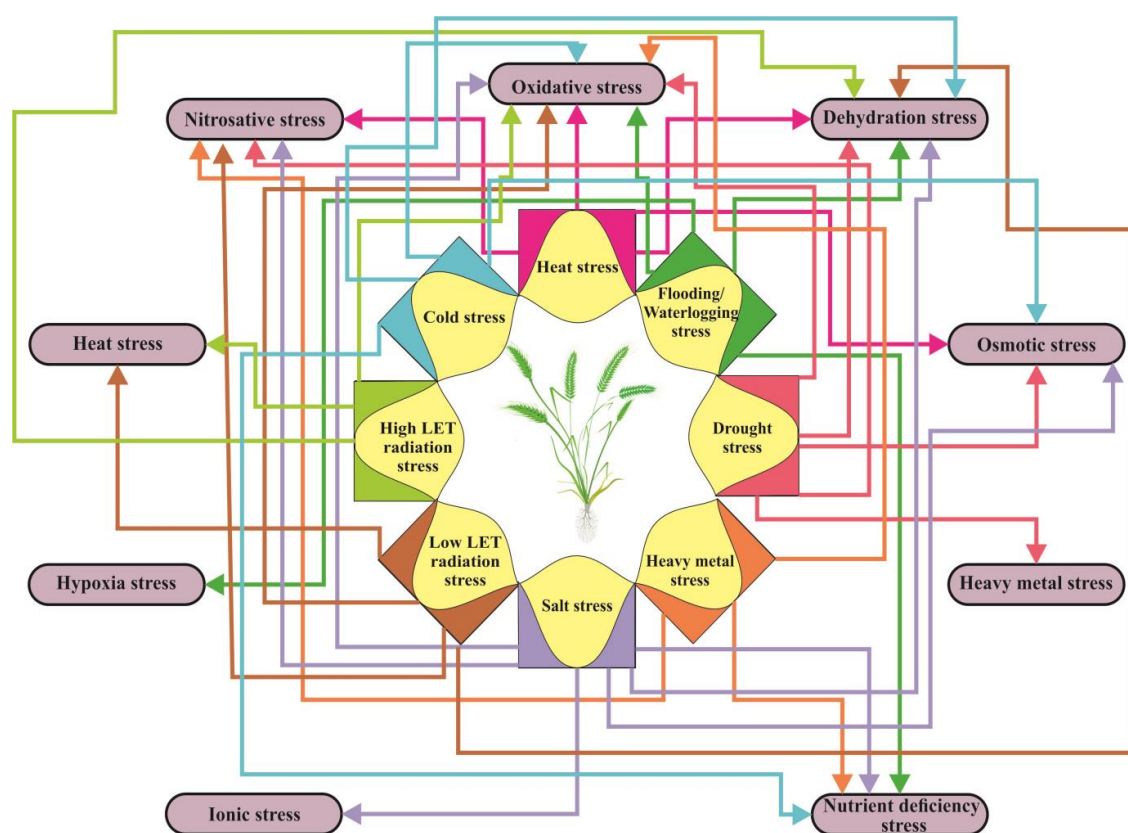 Oxidative stress
Nitrosative stress
Dehydration stress
Heat stress
Flooding/
Waterlogging
stress
Cold stress
Heat stress
Osmotic stress
High LET
radiation
stress
Drought
stress
Low LET
radiation
stress
Heavy metal
stress
Hypoxia stress
Heavy metal stress
Salt stress
Ionic stress
Nutrient deficiency
stress